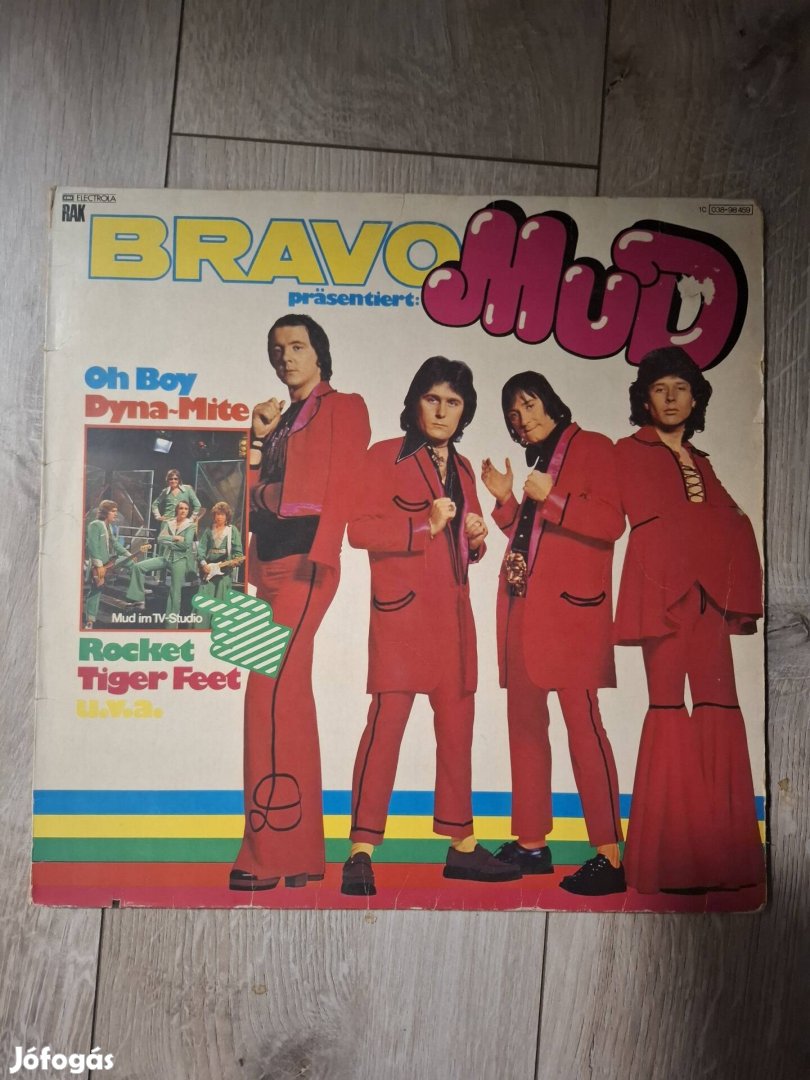 EMI ELECTROLA
RAK
1C 038-98 459
BRAVO
präsentiert:
MuD
Oh Boy
Dyna-Mite
Mud im TV-Studio
Rocket
Tiger Feet
u.v.a.
Jófogás